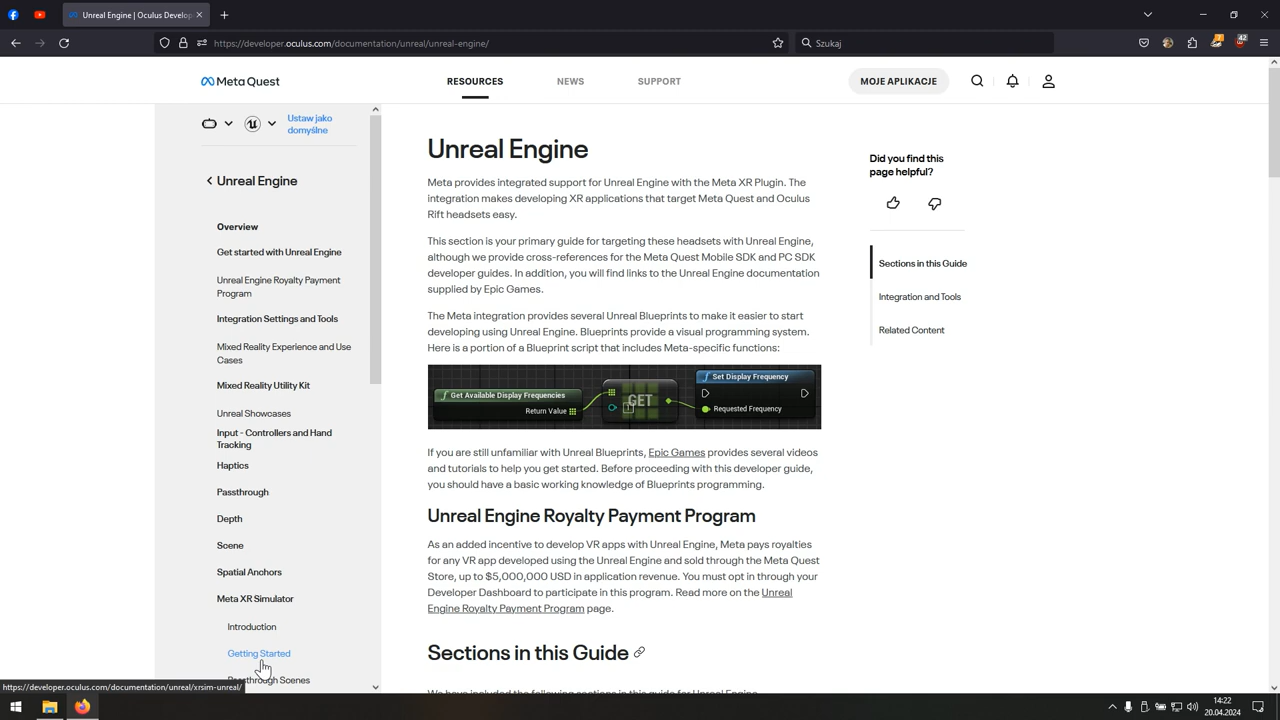 Unreal Engine | Oculus Develop
https://developer.oculus.com/documentation/unreal/unreal-engine/
Szukaj
42
Meta Quest
RESOURCES
NEWS
SUPPORT
MOJE APLIKACJE
Ustaw jako
domyślne
Unreal Engine
Overview
Get started with Unreal Engine
Unreal Engine Royalty Payment
Program
Integration Settings and Tools
Mixed Reality Experience and Use
Cases
Mixed Reality Utility Kit
Unreal Showcases
Input - Controllers and Hand
Tracking
Haptics
Passthrough
Depth
Scene
Spatial Anchors
Meta XR Simulator
Introduction
Getting Started
Passthrough Scenes
https://developer.oculus.com/documentation/unreal/xrsim-unreal/
Unreal Engine
Meta provides integrated support for Unreal Engine with the Meta XR Plugin. The
integration makes developing XR applications that target Meta Quest and Oculus
Rift headsets easy.
This section is your primary guide for targeting these headsets with Unreal Engine,
although we provide cross-references for the Meta Quest Mobile SDK and PC SDK
developer guides. In addition, you will find links to the Unreal Engine documentation
supplied by Epic Games.
The Meta integration provides several Unreal Blueprints to make it easier to start
developing using Unreal Engine. Blueprints provide a visual programming system.
Here is a portion of a Blueprint script that includes Meta-specific functions:
f Get Available Display Frequencies
Return Value
GET
1
f Set Display Frequency
Requested Frequency
If you are still unfamiliar with Unreal Blueprints, Epic Games provides several videos
and tutorials to help you get started. Before proceeding with this developer guide,
you should have a basic working knowledge of Blueprints programming.
Unreal Engine Royalty Payment Program
As an added incentive to develop VR apps with Unreal Engine, Meta pays royalties
for any VR app developed using the Unreal Engine and sold through the Meta Quest
Store, up to $5,000,000 USD in application revenue. You must opt in through your
Developer Dashboard to participate in this program. Read more on the Unreal
Engine Royalty Payment Program page.
Sections in this Guide
We have included the following sections in this guide for Unreal Engine.
Did you find this
page helpful?
Sections in this Guide
Integration and Tools
Related Content
14:22
20.04.2024